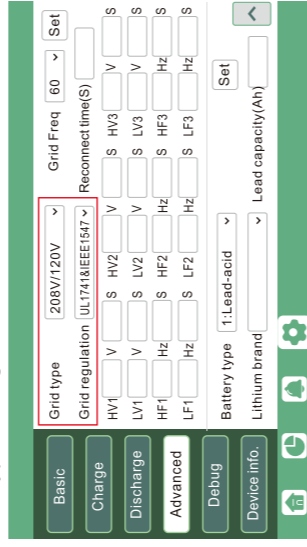 Basic
Charge
Discharge
Advanced
Debug
Device info.
Grid type 208V/120V Grid Freq 60 Set
Grid regulation UL1741&IEEE1547 Reconnect time(S)
HV1 V S HV2 V S HV3 V S
LV1 V S LV2 V S LV3 V S
HF1 Hz S HF2 Hz S HF3 Hz S
LF1 Hz S LF2 Hz S LF3 Hz S
Battery type 1:Lead-acid Set
Lithium brand Lead capacity(Ah)